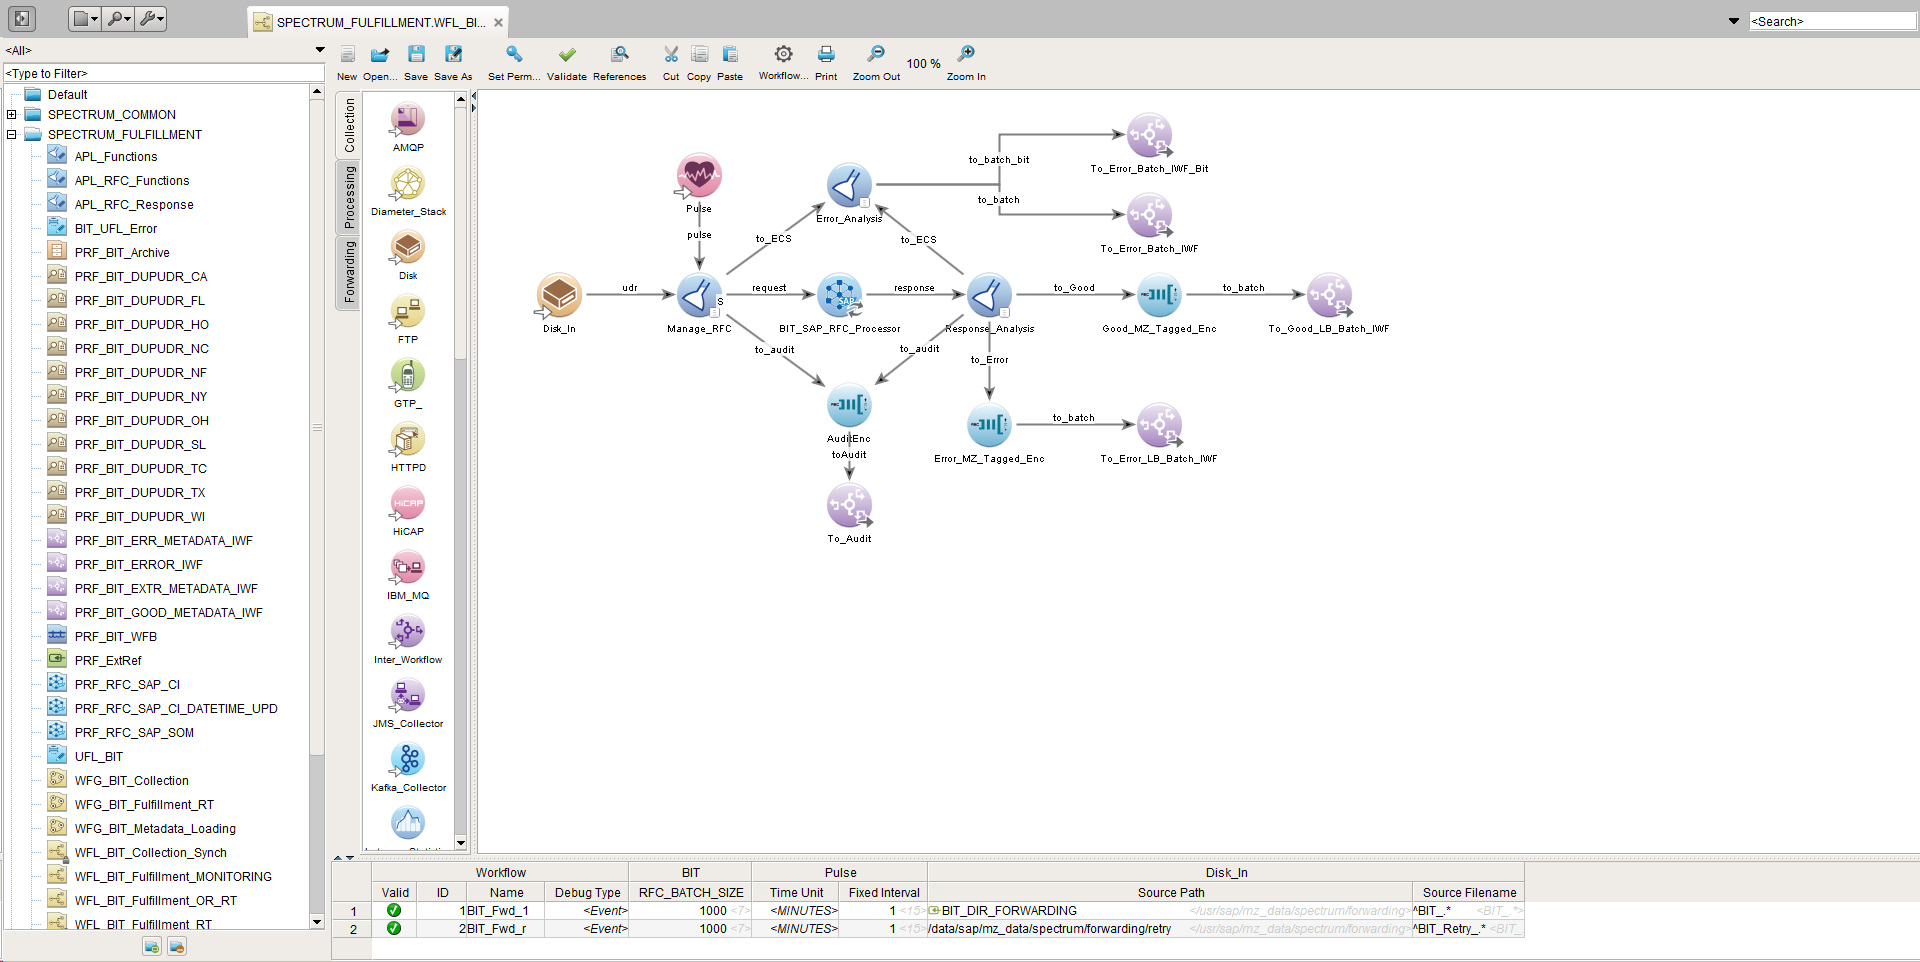 SPECTRUM_FULFILLMENT.WFL_BI...
<Search>
<All>
<Type to Filter>
New Open... Save Save As Set Perm... Validate References Cut Copy Paste Workflow... Print Zoom Out 100 % Zoom In
Default
SPECTRUM_COMMON
SPECTRUM_FULFILLMENT
APL_Functions
APL_RFC_Functions
APL_RFC_Response
BIT_UFL_Error
PRF_BIT_Archive
PRF_BIT_DUPUDR_CA
PRF_BIT_DUPUDR_FL
PRF_BIT_DUPUDR_HO
PRF_BIT_DUPUDR_NC
PRF_BIT_DUPUDR_NF
PRF_BIT_DUPUDR_NY
PRF_BIT_DUPUDR_OH
PRF_BIT_DUPUDR_SL
PRF_BIT_DUPUDR_TC
PRF_BIT_DUPUDR_TX
PRF_BIT_DUPUDR_WI
PRF_BIT_ERR_METADATA_IWF
PRF_BIT_ERROR_IWF
PRF_BIT_EXTR_METADATA_IWF
PRF_BIT_GOOD_METADATA_IWF
PRF_BIT_WFB
PRF_ExtRef
PRF_RFC_SAP_CI
PRF_RFC_SAP_CI_DATETIME_UPD
PRF_RFC_SAP_SOM
UFL_BIT
WFG_BIT_Collection
WFG_BIT_Fulfillment_RT
WFG_BIT_Metadata_Loading
WFL_BIT_Collection_Synch
WFL_BIT_Fulfillment_MONITORING
WFL_BIT_Fulfillment_OR_RT
WFL_BIT_Fulfillment_RT
Collection
Processing
Forwarding
AMQP
Diameter_Stack
Disk
FTP
GTP_
HTTPD
HiCAP
HiCAP
IBM_MQ
Inter_Workflow
JMS_Collector
Kafka_Collector
to_batch_bit
To_Error_Batch_IWF_Bit
Pulse
Error_Analysis
to_batch
pulse
to_ECS
to_ECS
To_Error_Batch_IWF
udr
request
response
to_Good
to_batch
S
SAP
Disk_In
Manage_RFC
BIT_SAP_RFC_Processor
Response_Analysis
Good_MZ_Tagged_Enc
To_Good_LB_Batch_IWF
to_audit
to_audit
to_Error
to_batch
AuditEnc
toAudit
Error_MZ_Tagged_Enc
To_Error_LB_Batch_IWF
To_Audit
Workflow BIT Pulse Disk_In
Valid ID Name Debug Type RFC_BATCH_SIZE Time Unit Fixed Interval Source Path Source Filename
1 1 BIT_Fwd_1 <Event> 1000 <7> <MINUTES> 1 <15> BIT_DIR_FORWARDING </usr/sap/mz_data/spectrum/forwarding> ^BIT_.* <BIT_.*>
2 2 BIT_Fwd_r <Event> 1000 <7> <MINUTES> 1 <15> /data/sap/mz_data/spectrum/forwarding/retry </usr/sap/mz_data/spectrum/forwarding> ^BIT_Retry_.* <BIT_